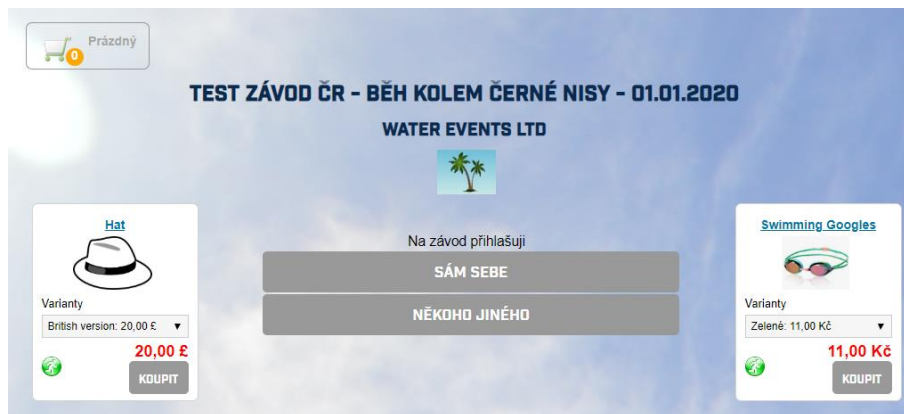 Prázdný
0
TEST ZÁVOD ČR - BĚH KOLEM ČERNÉ NISY - 01.01.2020
WATER EVENTS LTD
Hat
Varianty
British version: 20,00 £
20,00 £
KOUPIT
Na závod přihlašuji
SÁM SEBE
NĚKOHO JINÉHO
Swimming Googles
Varianty
Zelené: 11,00 Kč
11,00 Kč
KOUPIT